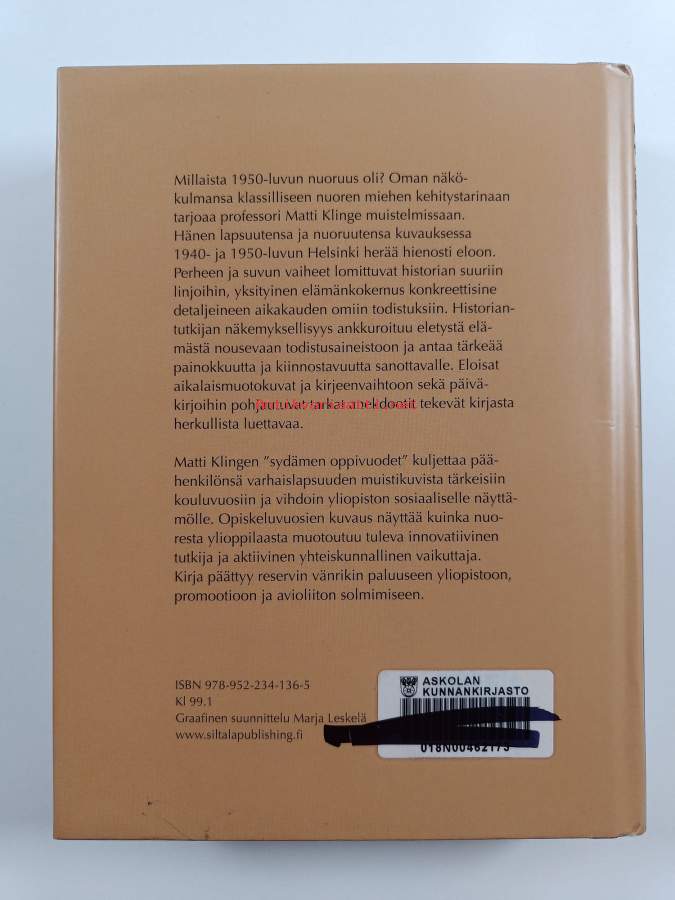 Millaista 1950-luvun nuoruus oli? Oman näkö-
kulmansa klassilliseen nuoren miehen kehitystarinaan
tarjoaa professori Matti Klinge muistelmissaan.
Hänen lapsuutensa ja nuoruutensa kuvauksessa
1940- ja 1950-luvun Helsinki herää hienosti eloon.
Perheen ja suvun vaiheet lomittuvat historian suuriin
linjoihin, yksityinen elämänkokemus konkreettisine
detaljeineen aikakauden omiin todistuksiin. Historian-
tutkijan näkemyksellisyys ankkuroituu eletystä elä-
mästä nousevaan todistusaineistoon ja antaa tärkeää
painokkuutta ja kiinnostavuutta sanottavalle. Eloisat
aikalaismuotokuvat ja kirjeenvaihtoon sekä päivä-
kirjoihin pohjautuvat tarkat anekdootit tekevät kirjasta
herkullista luettavaa.
Matti Klingen ”sydämen oppivuodet” kuljettaa pää-
henkilönsä varhaislapsuuden muistikuvista tärkeisiin
kouluvuosiin ja vihdoin yliopiston sosiaaliselle näyttä-
mölle. Opiskeluvuosien kuvaus näyttää kuinka nuo-
resta ylioppilaasta muotoutuu tuleva innovatiivinen
tutkija ja aktiivinen yhteiskunnallinen vaikuttaja.
Kirja päättyy reservin vänrikin paluuseen yliopistoon,
promootioon ja avioliiton solmimiseen.
ISBN 978-952-234-136-5
Kl 99.1
Graafinen suunnittelu Marja Leskelä
www.siltalapublishing.fi
ASKOLAN
KUNNANKIRJASTO